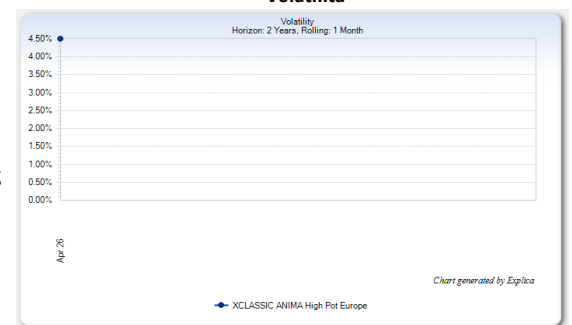 Volatility
Horizon: 2 Years, Rolling: 1 Month
4.50%
4.00%
3.50%
3.00%
2.50%
2.00%
1.50%
1.00%
0.50%
0.00%
Apr 26
Chart generated by Explica
XCLASSIC ANIMA High Pot Europe